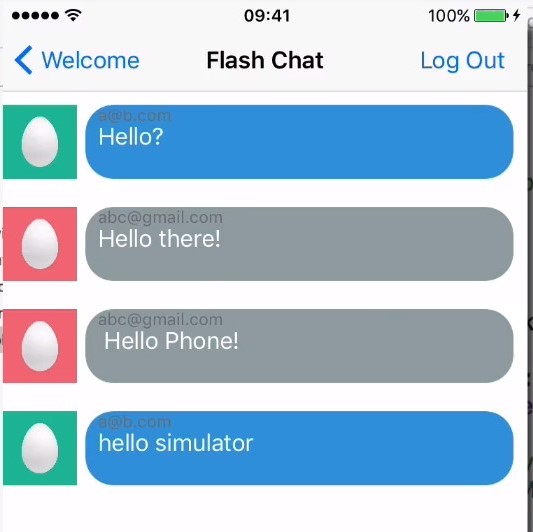 09:41
100%
Welcome
Flash Chat
Log Out
a@b.com
Hello?
abc@gmail.com
Hello there!
abc@gmail.com
Hello Phone!
a@b.com
hello simulator